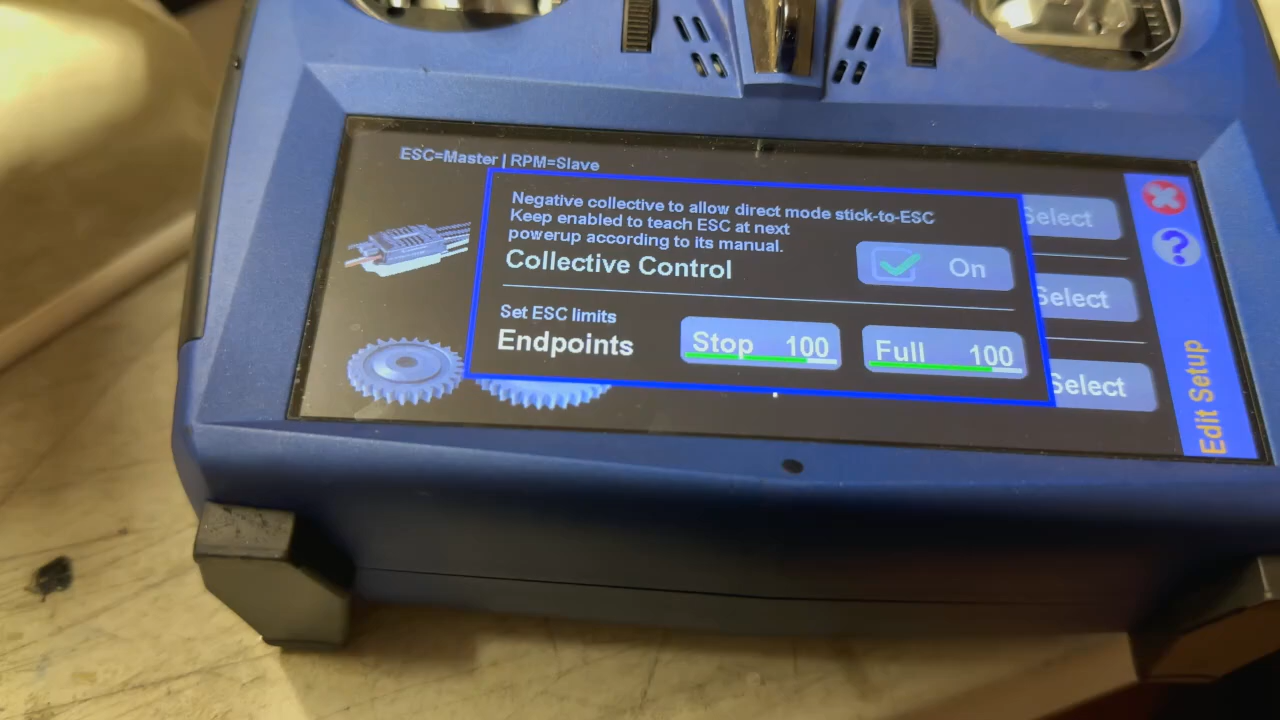 ESC=Master | RPM=Slave
Negative collective to allow direct mode stick-to-ESC
Keep enabled to teach ESC at next
powerup according to its manual.
Collective Control
On
Set ESC limits
Endpoints
Stop 100
Full 100
Select
Select
Select
?
Edit Setup